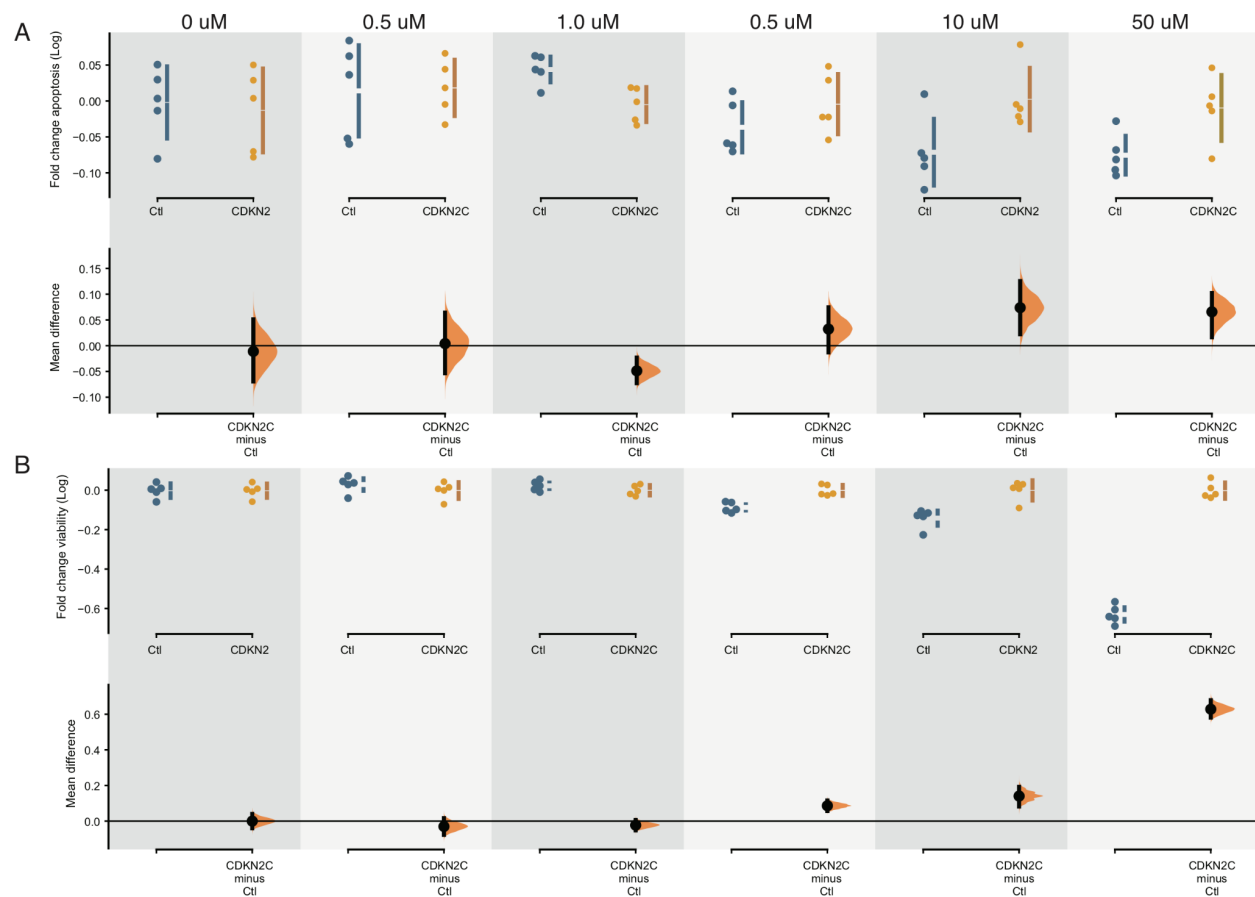 0 uM 0.5 uM 1.0 uM 0.5 uM 10 uM 50 uM
A
Fold change apoptosis (Log)
0.05
0.00
−0.05
−0.10
Ctl CDKN2 Ctl CDKN2C Ctl CDKN2C Ctl CDKN2C Ctl CDKN2 Ctl CDKN2C
Mean difference
0.15
0.10
0.05
0.00
−0.05
−0.10
CDKN2C CDKN2C CDKN2C CDKN2C CDKN2C CDKN2C
minus minus minus minus minus minus
Ctl Ctl Ctl Ctl Ctl Ctl
B
Fold change viability (Log)
0.0
−0.2
−0.4
−0.6
Ctl CDKN2 Ctl CDKN2C Ctl CDKN2C Ctl CDKN2C Ctl CDKN2 Ctl CDKN2C
Mean difference
0.6
0.4
0.2
0.0
CDKN2C CDKN2C CDKN2C CDKN2C CDKN2C CDKN2C
minus minus minus minus minus minus
Ctl Ctl Ctl Ctl Ctl Ctl